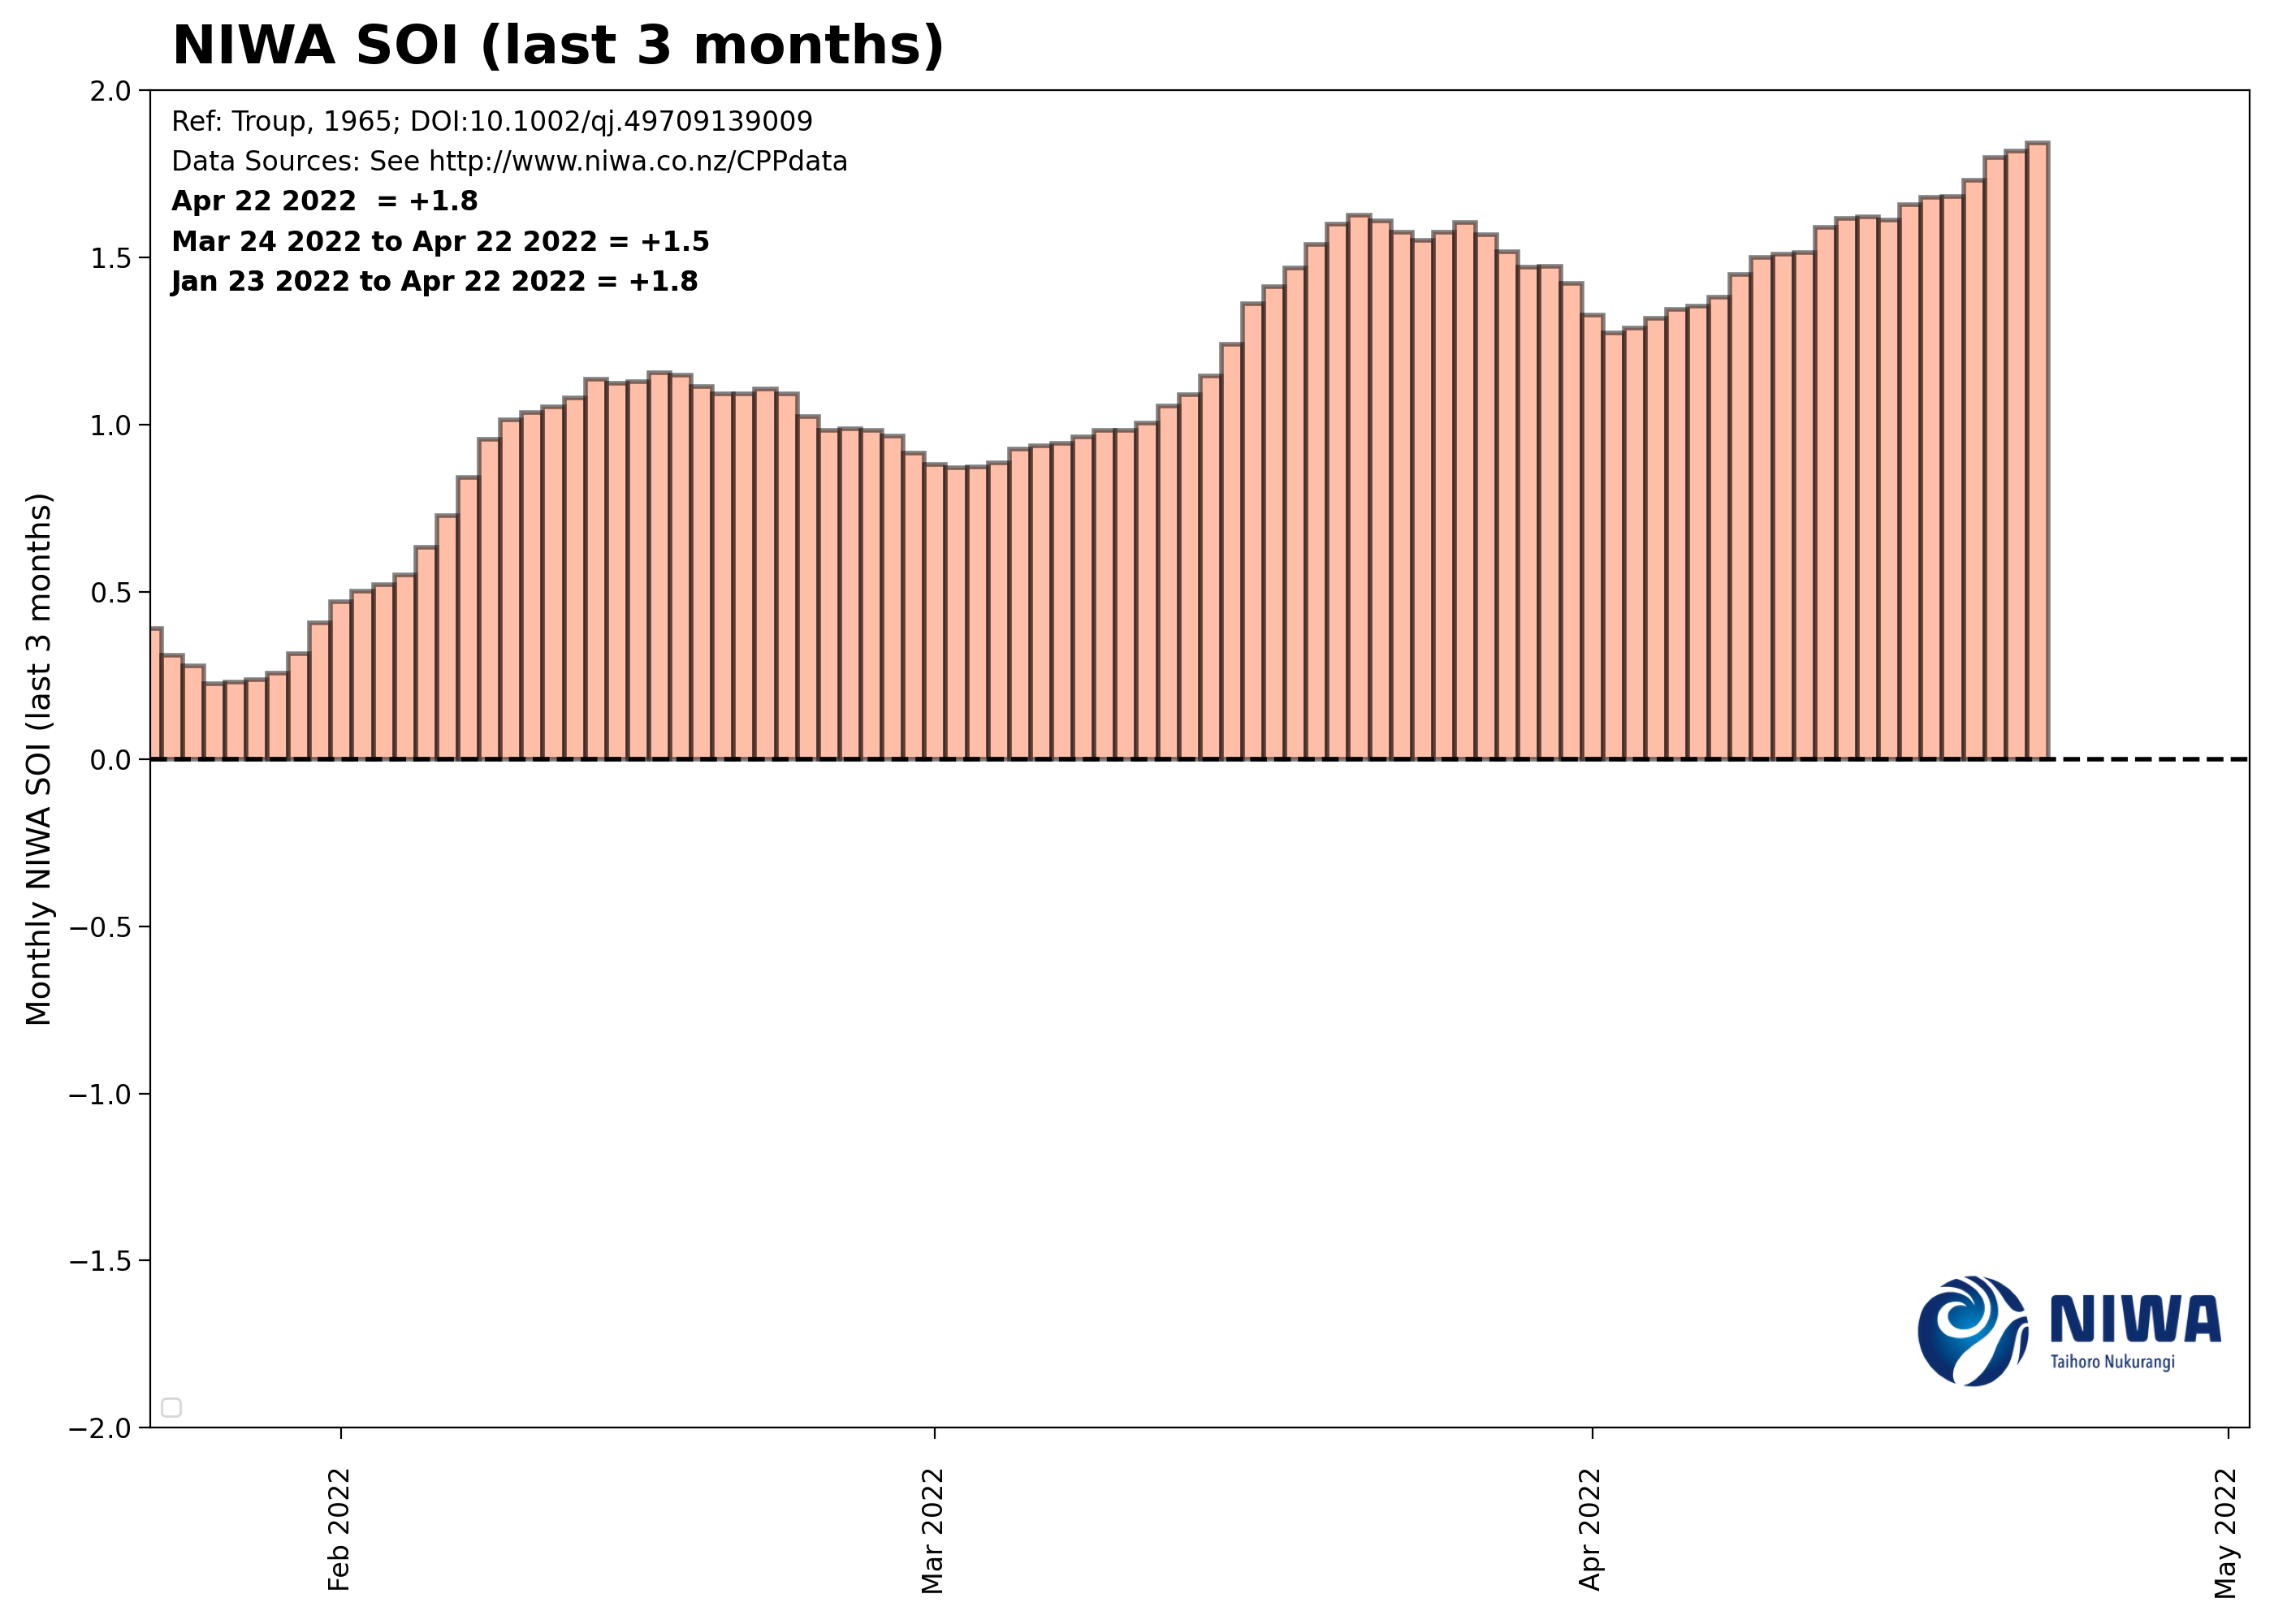 NIWA SOI (last 3 months)
Ref: Troup, 1965; DOI:10.1002/qj.49709139009
Data Sources: See http://www.niwa.co.nz/CPPdata
Apr 22 2022  = +1.8
Mar 24 2022 to Apr 22 2022 = +1.5
Jan 23 2022 to Apr 22 2022 = +1.8
Monthly NIWA SOI (last 3 months)
2.0
1.5
1.0
0.5
0.0
−0.5
−1.0
−1.5
−2.0
NIWA
Taihoro Nukurangi
Feb 2022
Mar 2022
Apr 2022
May 2022